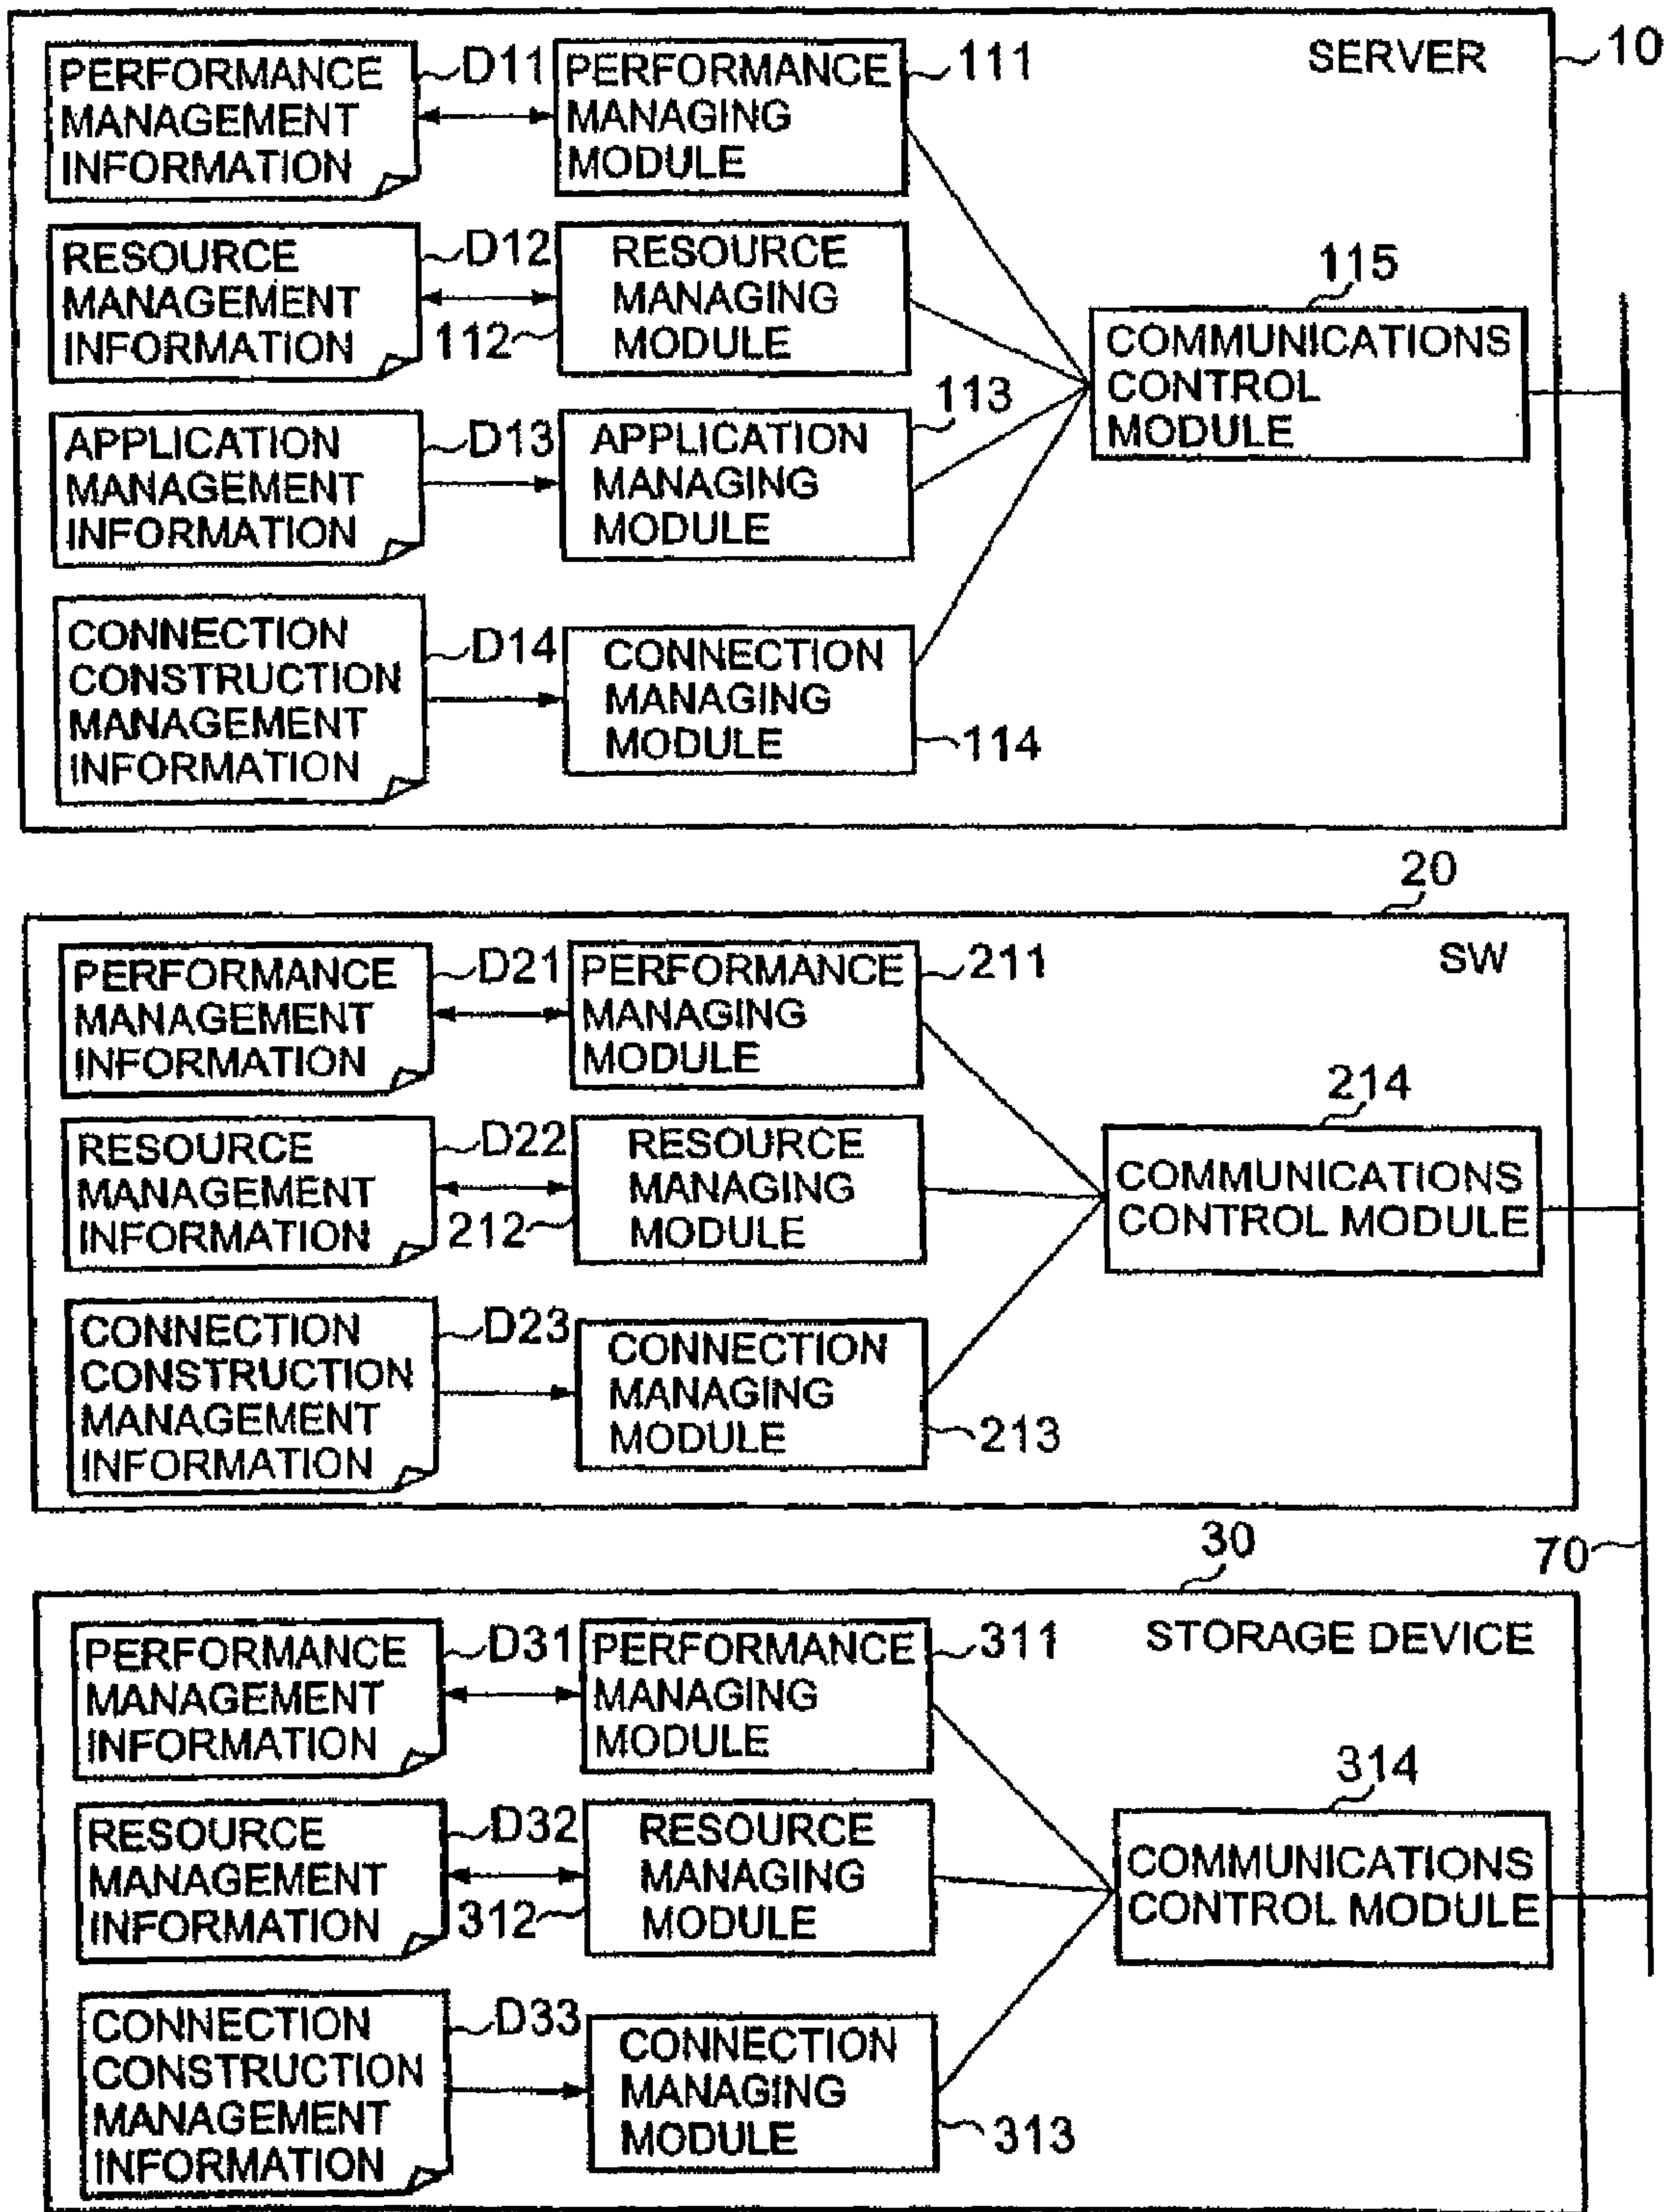 SERVER
10
PERFORMANCE
MANAGEMENT
INFORMATION
D11
PERFORMANCE
MANAGING
MODULE
111
RESOURCE
MANAGEMENT
INFORMATION
D12
112
RESOURCE
MANAGING
MODULE
115
COMMUNICATIONS
CONTROL
MODULE
APPLICATION
MANAGEMENT
INFORMATION
D13
APPLICATION
MANAGING
MODULE
113
CONNECTION
CONSTRUCTION
MANAGEMENT
INFORMATION
D14
CONNECTION
MANAGING
MODULE
114
20
SW
PERFORMANCE
MANAGEMENT
INFORMATION
D21
PERFORMANCE
MANAGING
MODULE
211
RESOURCE
MANAGEMENT
INFORMATION
D22
212
RESOURCE
MANAGING
MODULE
214
COMMUNICATIONS
CONTROL MODULE
CONNECTION
CONSTRUCTION
MANAGEMENT
INFORMATION
D23
CONNECTION
MANAGING
MODULE
213
70
30
STORAGE DEVICE
PERFORMANCE
MANAGEMENT
INFORMATION
D31
PERFORMANCE
MANAGING
MODULE
311
RESOURCE
MANAGEMENT
INFORMATION
D32
312
RESOURCE
MANAGING
MODULE
314
COMMUNICATIONS
CONTROL MODULE
CONNECTION
CONSTRUCTION
MANAGEMENT
INFORMATION
D33
CONNECTION
MANAGING
MODULE
313